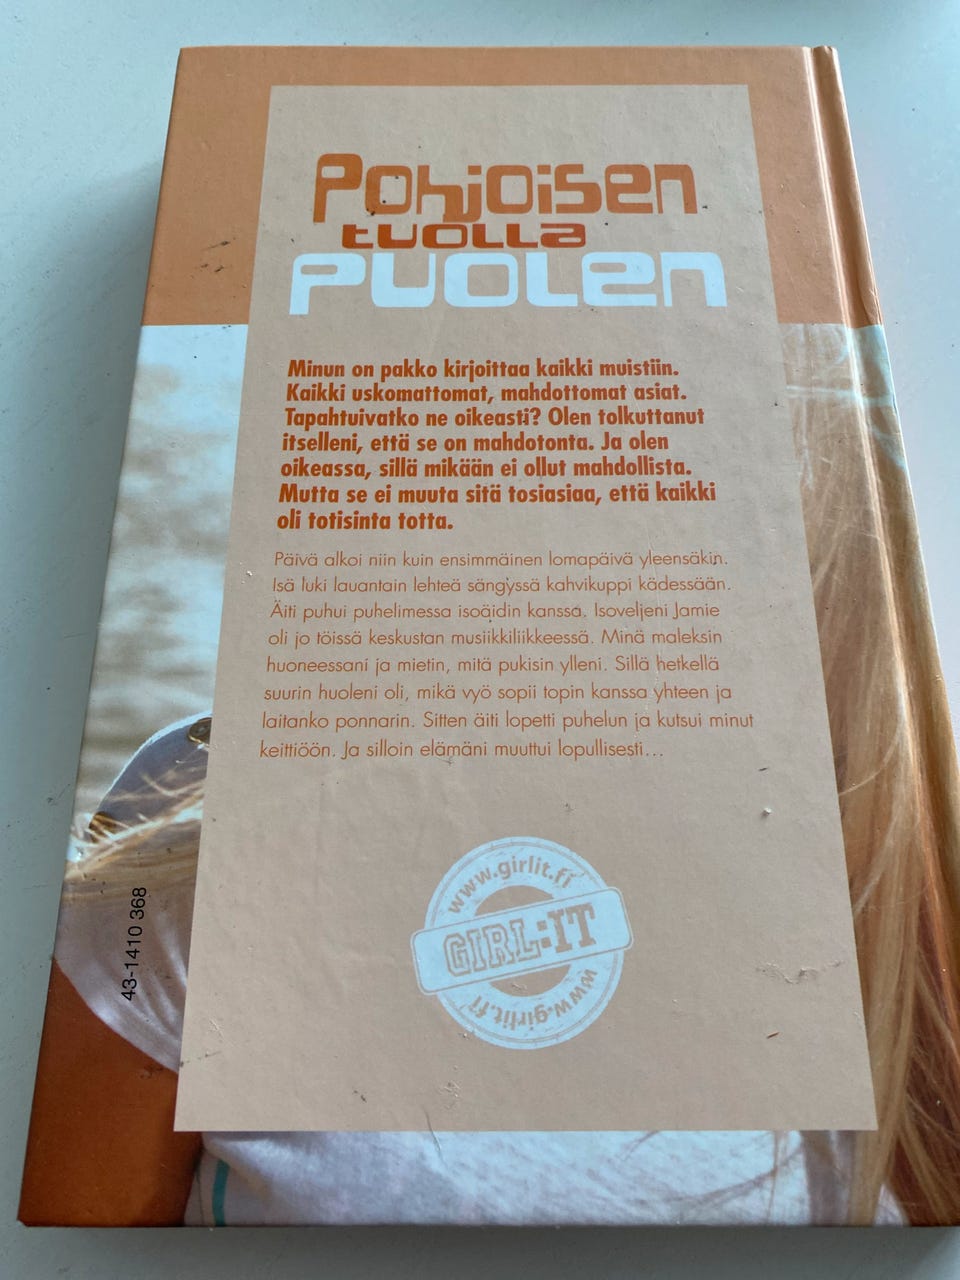 Pohjoisen
tuolla
puolen
Minun on pakko kirjoittaa kaikki muistiin.
Kaikki uskomattomat, mahdottomat asiat.
Tapahtuivatko ne oikeasti? Olen tolkuttanut
itselleni, että se on mahdotonta. Ja olen
oikeassa, sillä mikään ei ollut mahdollista.
Mutta se ei muuta sitä tosiasiaa, että kaikki
oli totisinta totta.
Päivä alkoi niin kuin ensimmäinen lomapäivä yleensäkin.
Isä luki lauantain lehteä sängyssä kahvikuppi kädessään.
Äiti puhui puhelimessa isoäidin kanssa. Isoveljeni Jamie
oli jo töissä keskustan musiikkiliikkeessä. Minä maleksin
huoneessani ja mietin, mitä pukisin ylleni. Sillä hetkellä
suurin huoleni oli, mikä vyö sopii topin kanssa yhteen ja
laitanko ponnarin. Sitten äiti lopetti puhelun ja kutsui minut
keittiöön. Ja silloin elämäni muuttui lopullisesti...
www.girlit.fi
GIRL:IT
www.girlit.fi
43-1410 368